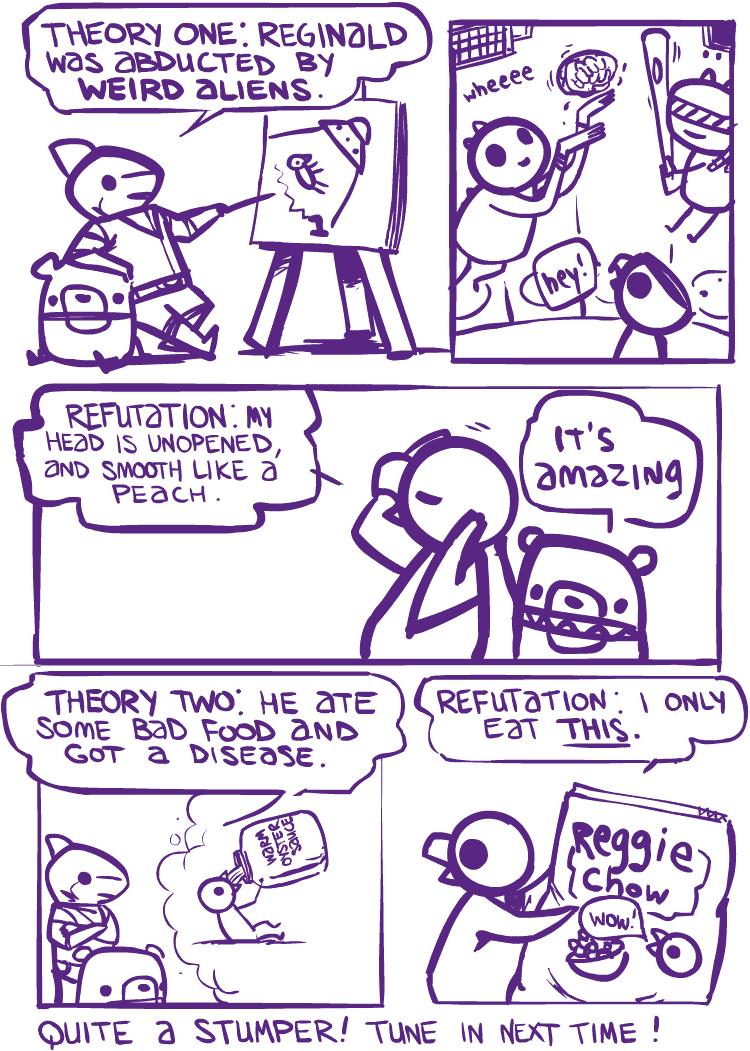 THEORY ONE: REGINALD
WAS ABDUCTED BY
WEIRD ALIENS.
wheeee
hey!
REFUTATION: MY
HEAD IS UNOPENED,
AND SMOOTH LIKE A
PEACH.
IT'S
amazing
THEORY TWO: HE ATE
SOME BAD FOOD AND
GOT A DISEASE.
WARM
OYSTER
SAUCE
REFUTATION: I ONLY
EAT THIS.
Reggie
Chow
WOW!
QUITE A STUMPER! TUNE IN NEXT TIME!